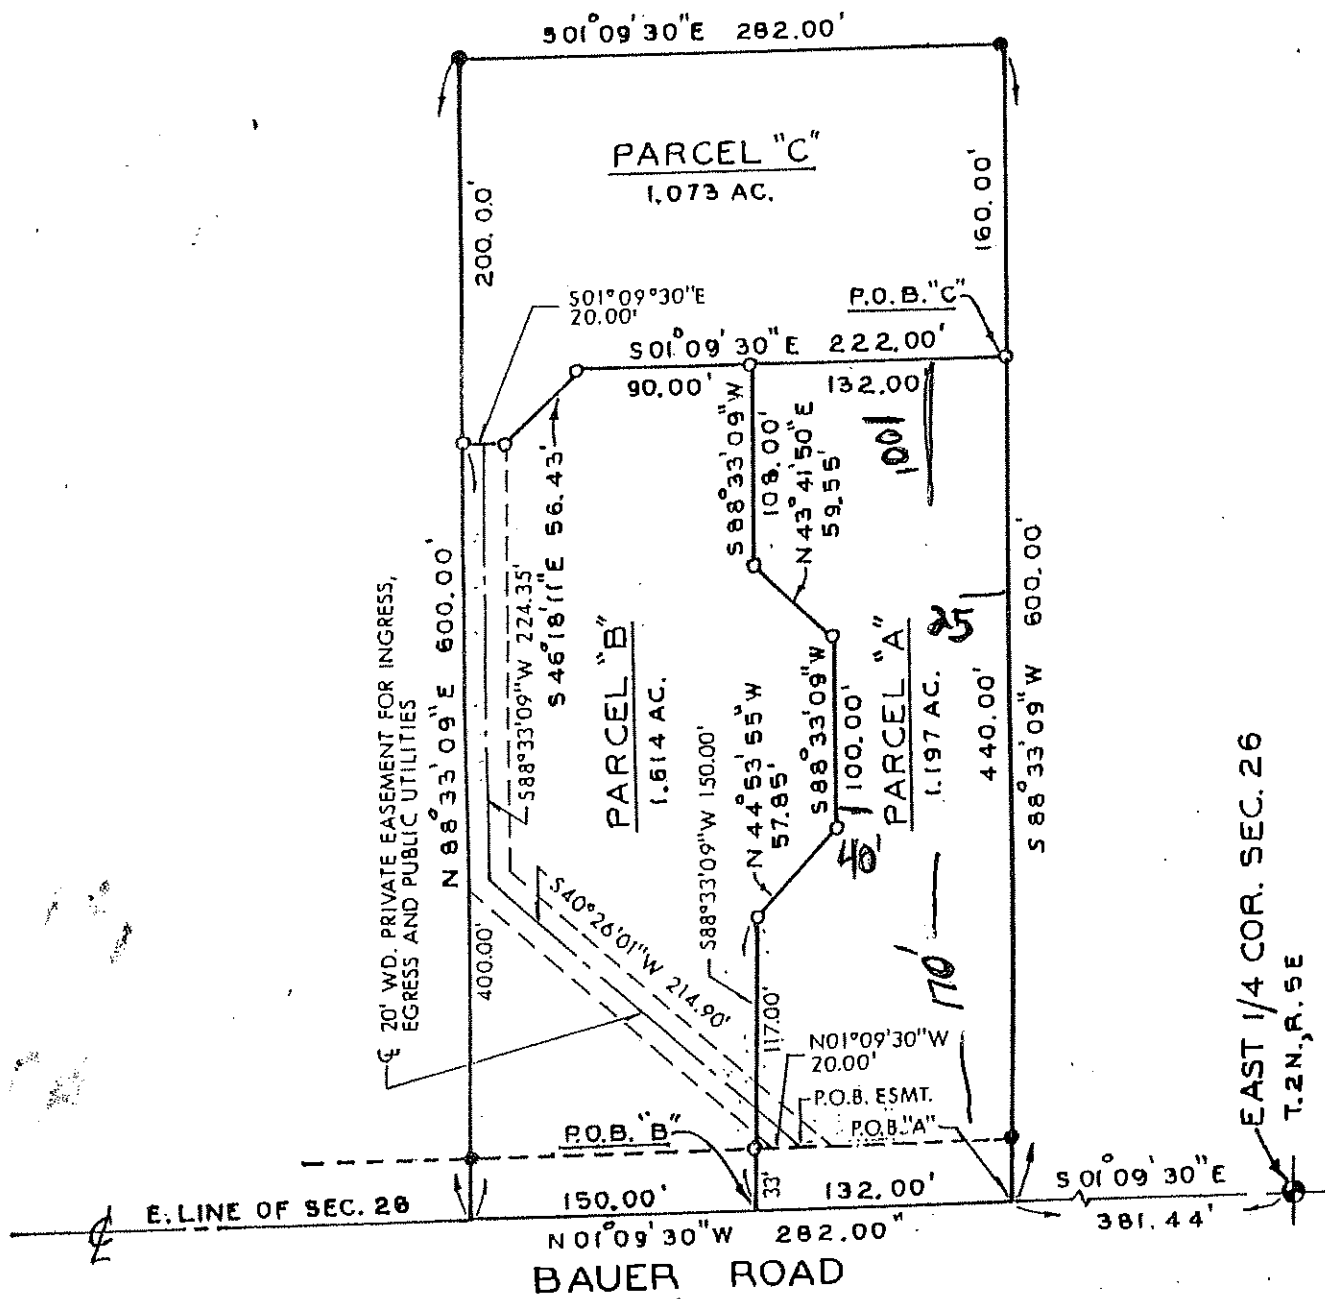 S01°09'30"E 282.00'
PARCEL "C"
1.073 AC.
200.00'
160.00'
S01°09°30"E
20.00'
P.O.B. "C"
S01°09'30"E 222.00'
90.00'
132.00'
S88°33'09"W
108.00'
N43°41'50"E
59.55'
100'
S46°18'11"E 56.43'
N88°33'09"E 600.00'
S88°33'09"W 224.35'
20' WD. PRIVATE EASEMENT FOR INGRESS,
EGRESS AND PUBLIC UTILITIES
PARCEL "B"
1.614 AC.
S88°33'09"W 150.00'
N44°53'55"W
57.85'
S88°33'09"W
100.00'
40'
PARCEL "A"
1.197 AC.
25
440.00'
S88°33'09"W 600.00'
400.00'
S40°26'01"W 214.90'
117.00'
170'
N01°09'30"W
20.00'
P.O.B. ESMT.
P.O.B. "A"
P.O.B. "B"
33'
EAST 1/4 COR. SEC. 26
T.2N., R.5E
E. LINE OF SEC. 26
150.00'
132.00'
S01°09'30"E
381.44'
N01°09'30"W 282.00"
BAUER ROAD